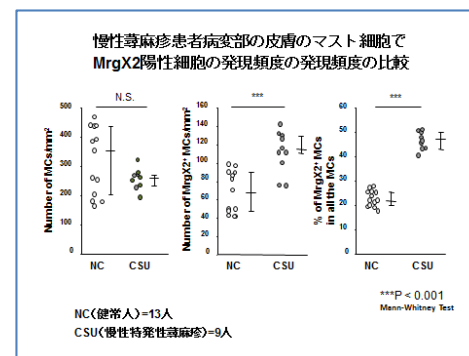 慢性蕁麻疹患者病変部の皮膚のマスト細胞で
MrgX2陽性細胞の発現頻度の発現頻度の比較
N.S.
***
***
Number of MCs/mm²
500
400
300
200
100
0
NC
CSU
Number of MrgX2⁺ MCs/mm²
160
140
120
100
80
60
40
20
0
NC
CSU
% of MrgX2⁺ MCs
in all the MCs
60
50
40
30
20
10
0
NC
CSU
***P < 0.001
Mann-Whitney Test
NC(健常人)=13人
CSU(慢性特発性蕁麻疹)=9人